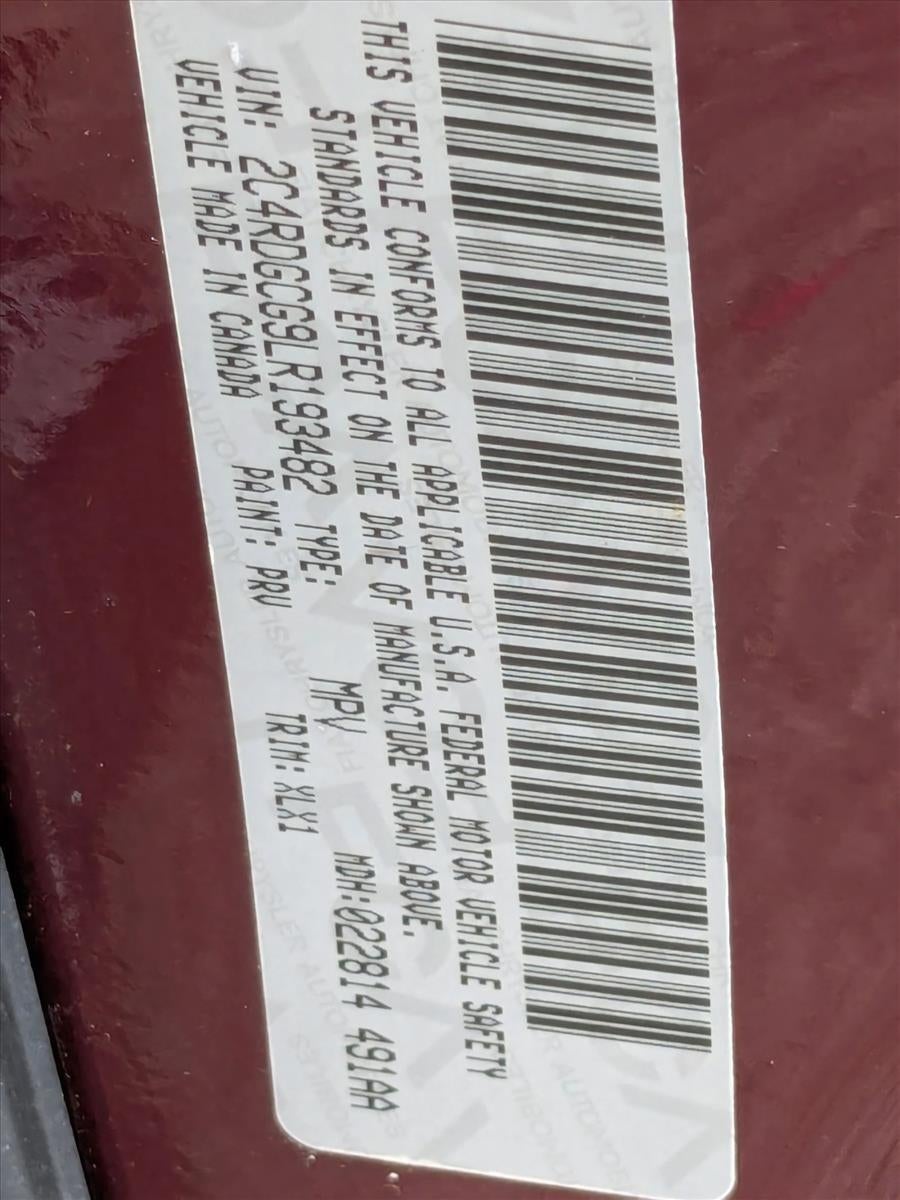 THIS VEHICLE CONFORMS TO ALL APPLICABLE U.S.A. FEDERAL MOTOR VEHICLE SAFETY
STANDARDS IN EFFECT ON THE DATE OF MANUFACTURE SHOWN ABOVE.
VIN: 2C4RDGCG9LR193482 TYPE: MPV MDH:022814 491AA
VEHICLE MADE IN CANADA PAINT: PRV TRIM: XLX1